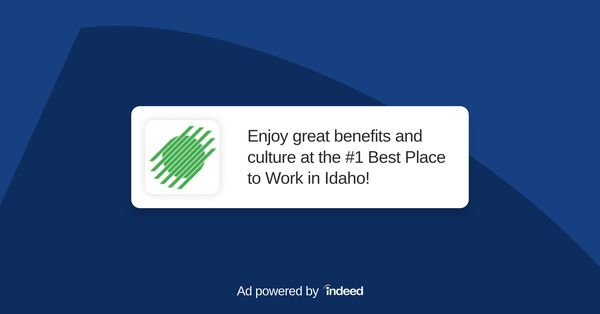 Enjoy great benefits and
culture at the #1 Best Place
to Work in Idaho!
Ad powered by indeed